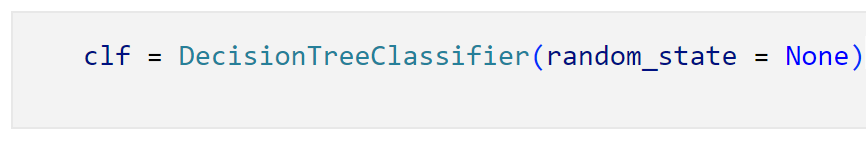 clf = DecisionTreeClassifier(random_state = None)